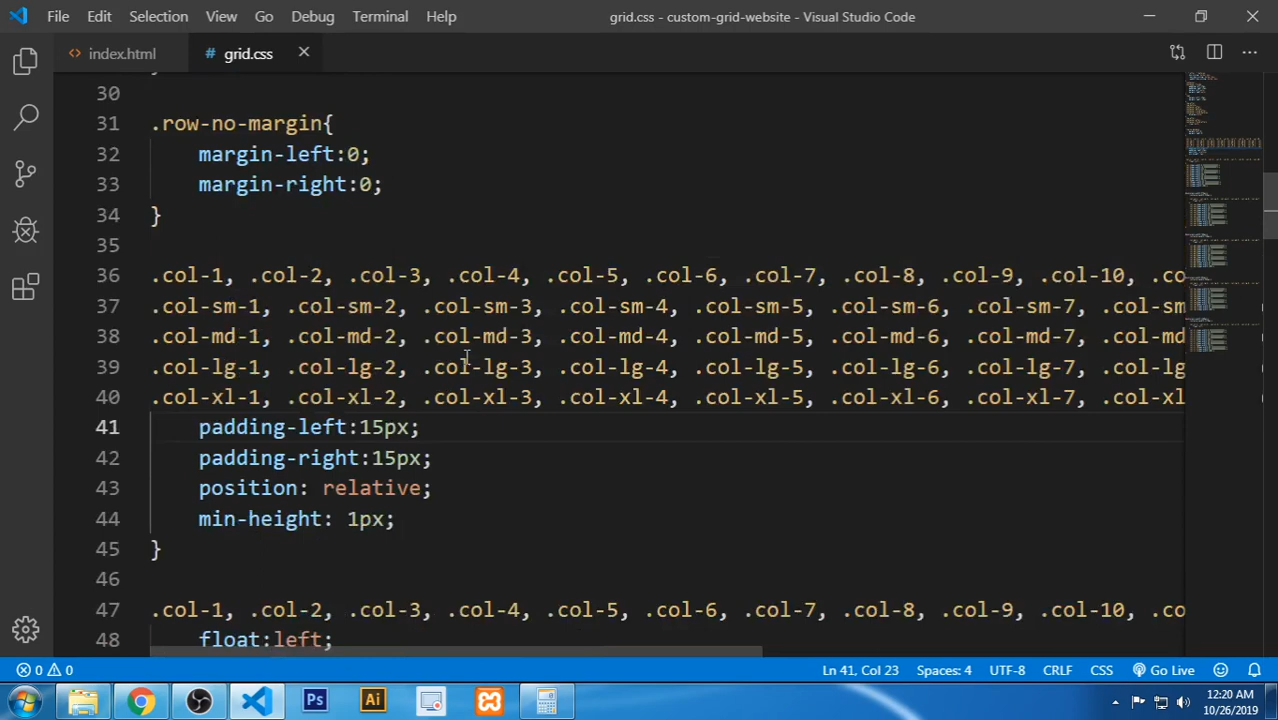 File Edit Selection View Go Debug Terminal Help grid.css - custom-grid-website - Visual Studio Code
<> index.html # grid.css
30
31 .row-no-margin{
32 margin-left:0;
33 margin-right:0;
34 }
35
36 .col-1, .col-2, .col-3, .col-4, .col-5, .col-6, .col-7, .col-8, .col-9, .col-10, .co
37 .col-sm-1, .col-sm-2, .col-sm-3, .col-sm-4, .col-sm-5, .col-sm-6, .col-sm-7, .col-sm
38 .col-md-1, .col-md-2, .col-md-3, .col-md-4, .col-md-5, .col-md-6, .col-md-7, .col-md
39 .col-lg-1, .col-lg-2, .col-lg-3, .col-lg-4, .col-lg-5, .col-lg-6, .col-lg-7, .col-lg
40 .col-xl-1, .col-xl-2, .col-xl-3, .col-xl-4, .col-xl-5, .col-xl-6, .col-xl-7, .col-xl
41 padding-left:15px;
42 padding-right:15px;
43 position: relative;
44 min-height: 1px;
45 }
46
47 .col-1, .col-2, .col-3, .col-4, .col-5, .col-6, .col-7, .col-8, .col-9, .col-10, .co
48 float:left;
0 0 Ln 41, Col 23 Spaces: 4 UTF-8 CRLF CSS Go Live
Ps Ai 12:20 AM
10/26/2019